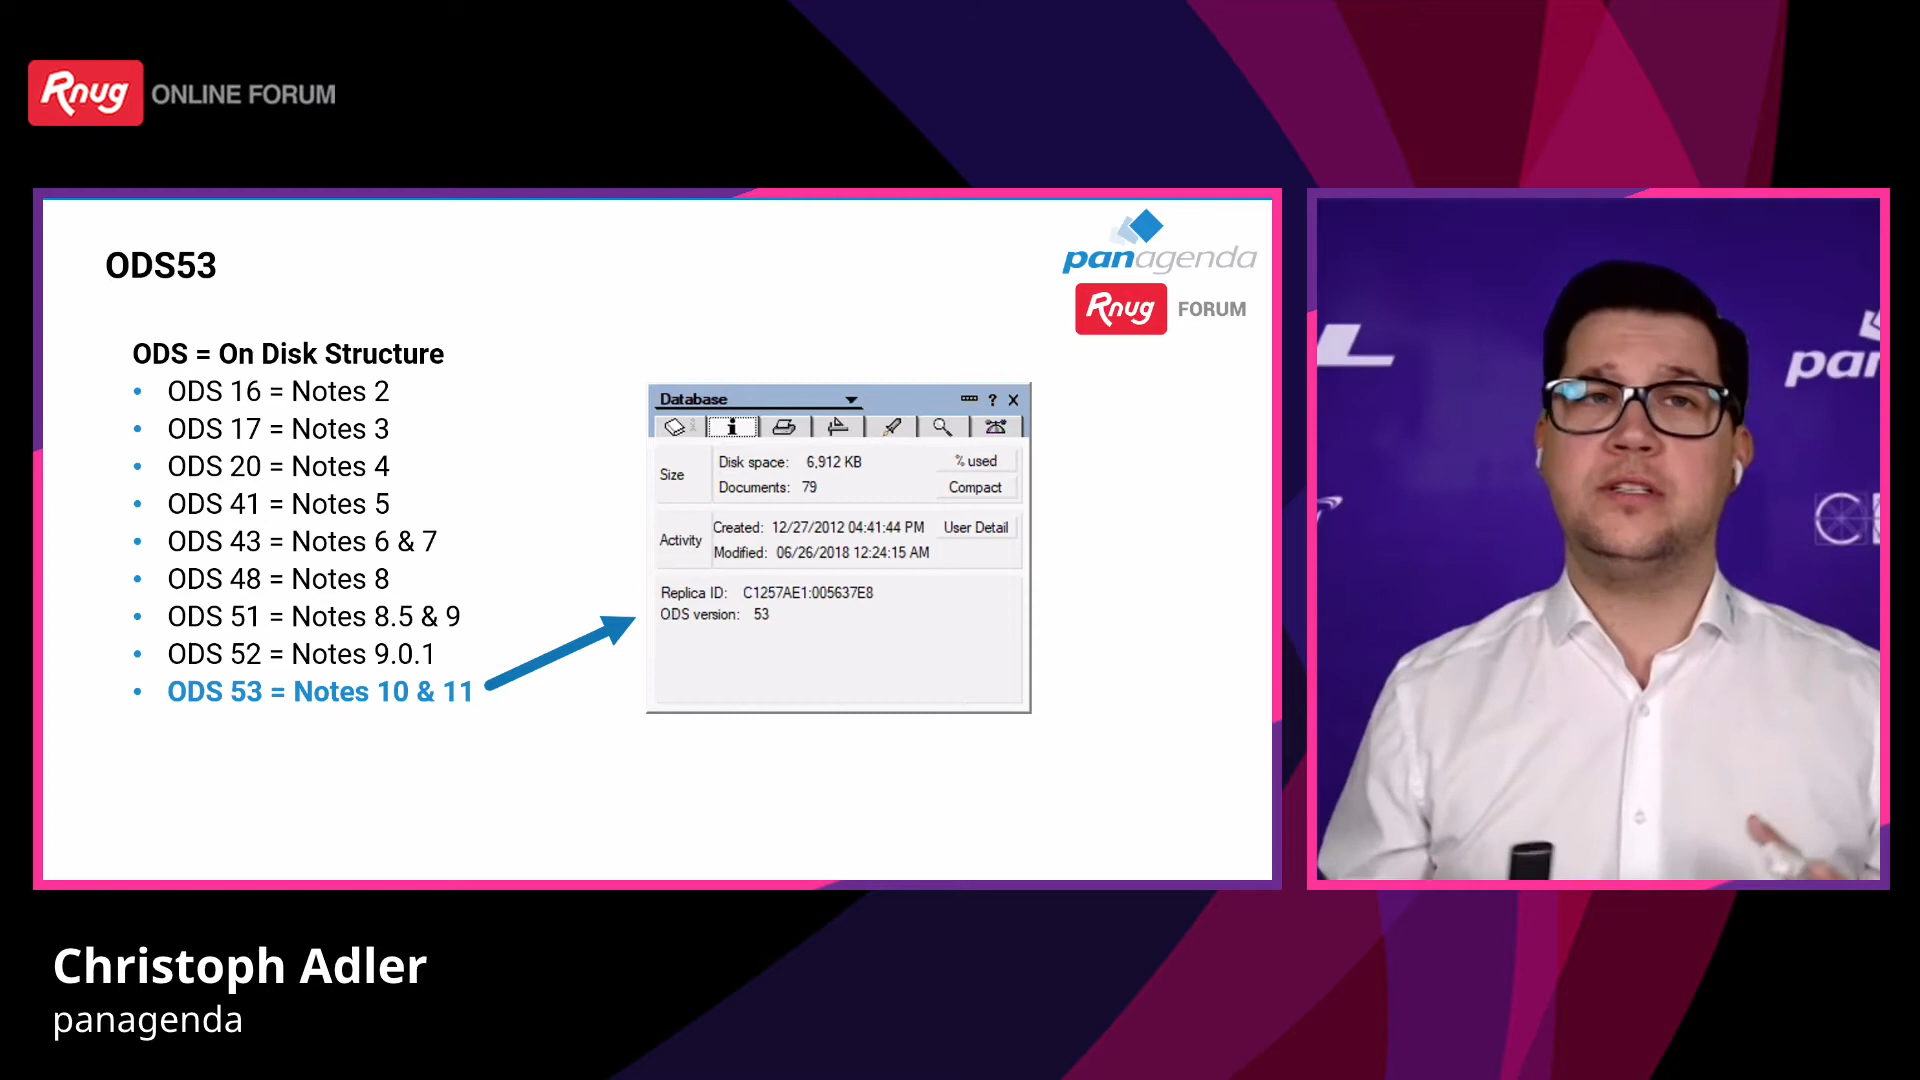 Rnug ONLINE FORUM
ODS53
panagenda
Rnug FORUM
ODS = On Disk Structure
• ODS 16 = Notes 2
• ODS 17 = Notes 3
• ODS 20 = Notes 4
• ODS 41 = Notes 5
• ODS 43 = Notes 6 & 7
• ODS 48 = Notes 8
• ODS 51 = Notes 8.5 & 9
• ODS 52 = Notes 9.0.1
• ODS 53 = Notes 10 & 11
Database
? X
i
Size
Disk space: 6,912 KB % used
Documents: 79 Compact
Activity
Created: 12/27/2012 04:41:44 PM User Detail
Modified: 06/26/2018 12:24:15 AM
Replica ID: C1257AE1:005637E8
ODS version: 53
L
pan
C
Christoph Adler
panagenda